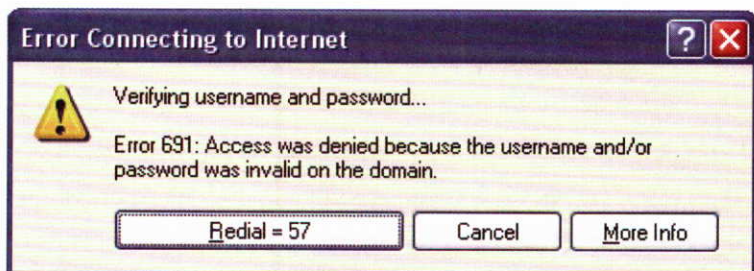 Error Connecting to Internet
Verifying username and password...
Error 691: Access was denied because the username and/or
password was invalid on the domain.
Redial = 57
Cancel
More Info